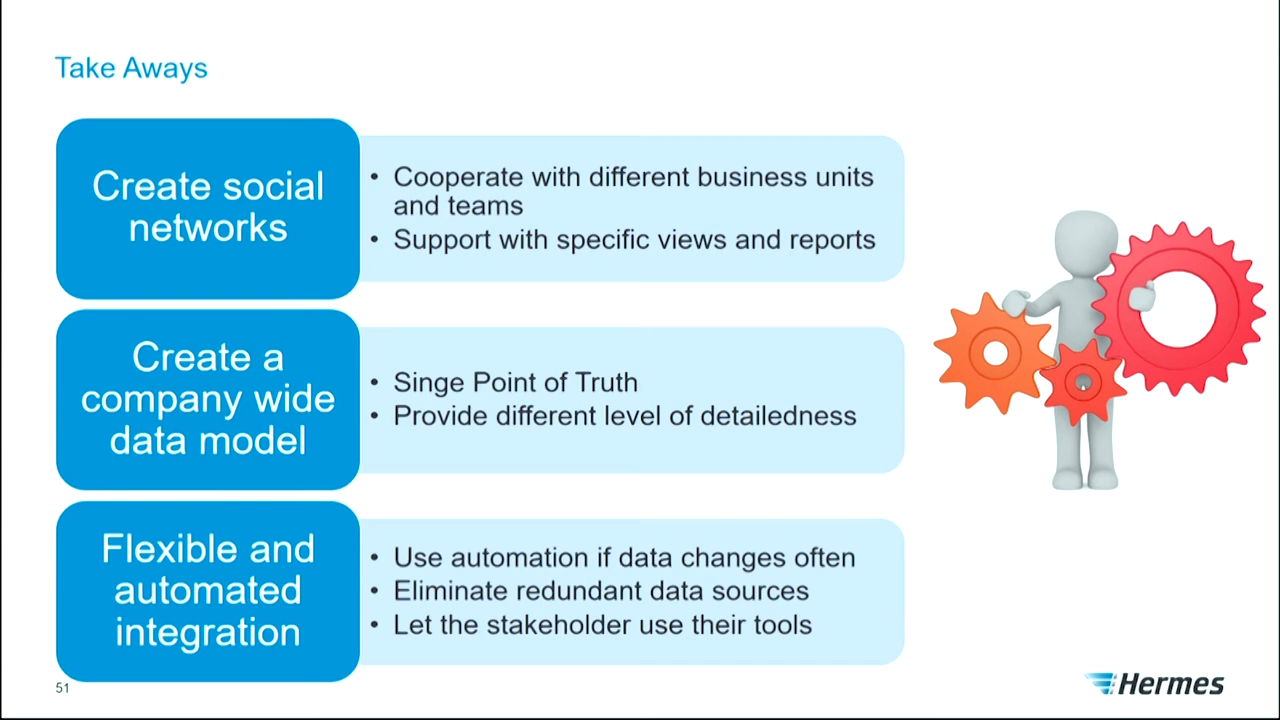 Take Aways
Create social
networks
• Cooperate with different business units
and teams
• Support with specific views and reports
Create a
company wide
data model
• Singe Point of Truth
• Provide different level of detailedness
Flexible and
automated
integration
• Use automation if data changes often
• Eliminate redundant data sources
• Let the stakeholder use their tools
51
Hermes